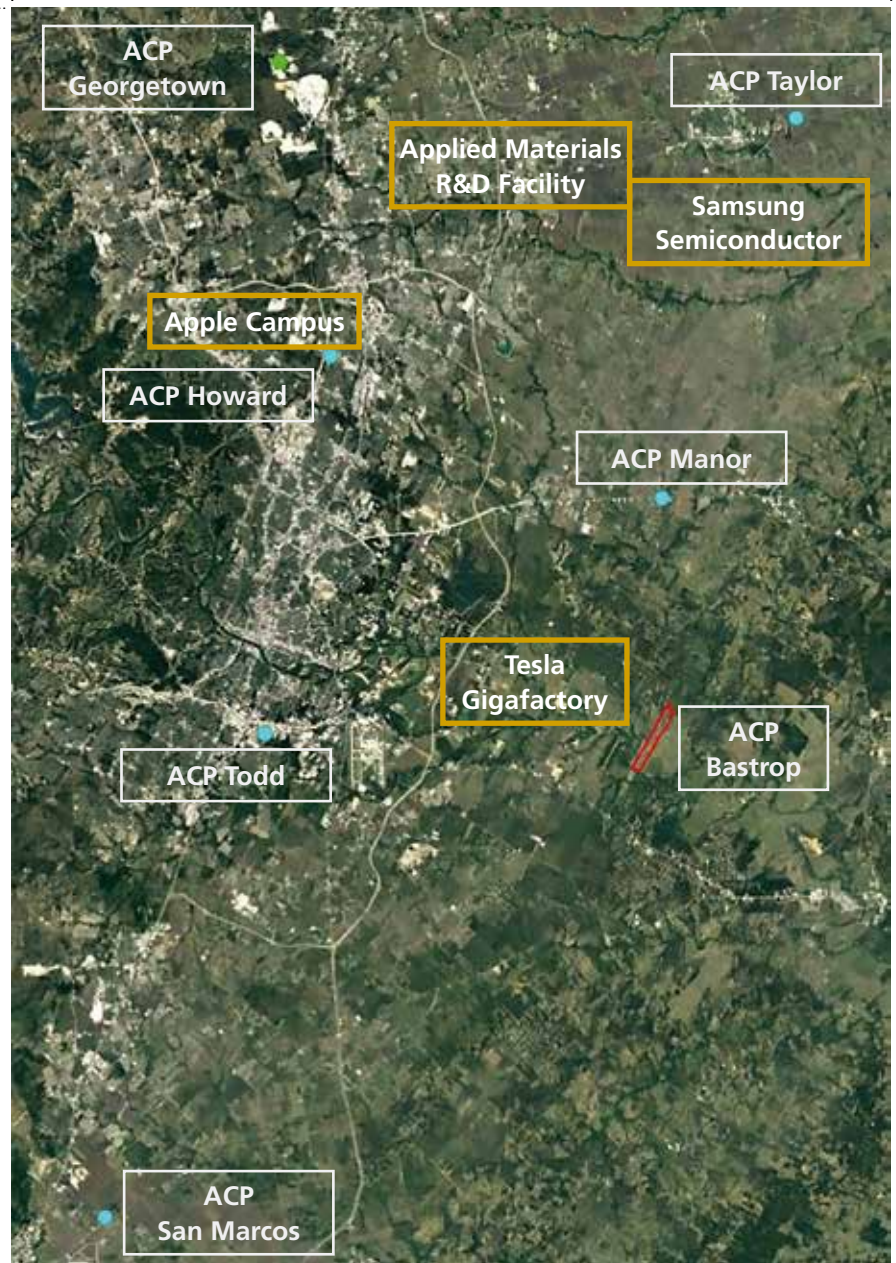 ACP
Georgetown
ACP Taylor
Applied Materials
R&D Facility
Samsung
Semiconductor
Apple Campus
ACP Howard
ACP Manor
Tesla
Gigafactory
ACP
Bastrop
ACP Todd
ACP
San Marcos